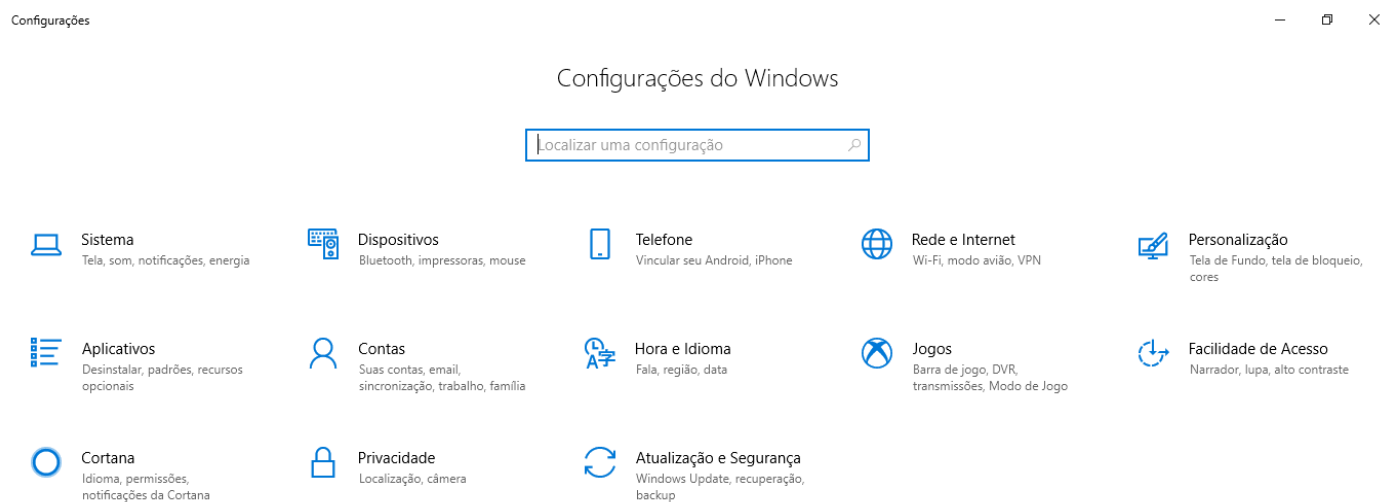 Configurações
Configurações do Windows
Localizar uma configuração
Sistema
Tela, som, notificações, energia
Dispositivos
Bluetooth, impressoras, mouse
Telefone
Vincular seu Android, iPhone
Rede e Internet
Wi-Fi, modo avião, VPN
Personalização
Tela de Fundo, tela de bloqueio,
cores
Aplicativos
Desinstalar, padrões, recursos
opcionais
Contas
Suas contas, email,
sincronização, trabalho, família
Hora e Idioma
Fala, região, data
Jogos
Barra de jogo, DVR,
transmissões, Modo de Jogo
Facilidade de Acesso
Narrador, lupa, alto contraste
Cortana
Idioma, permissões,
notificações da Cortana
Privacidade
Localização, câmera
Atualização e Segurança
Windows Update, recuperação,
backup